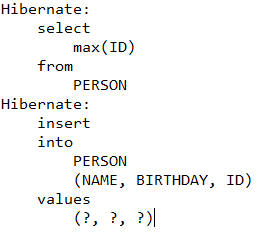 Hibernate:
    select
        max(ID)
    from
        PERSON
Hibernate:
    insert
    into
        PERSON
        (NAME, BIRTHDAY, ID)
    values
        (?, ?, ?)